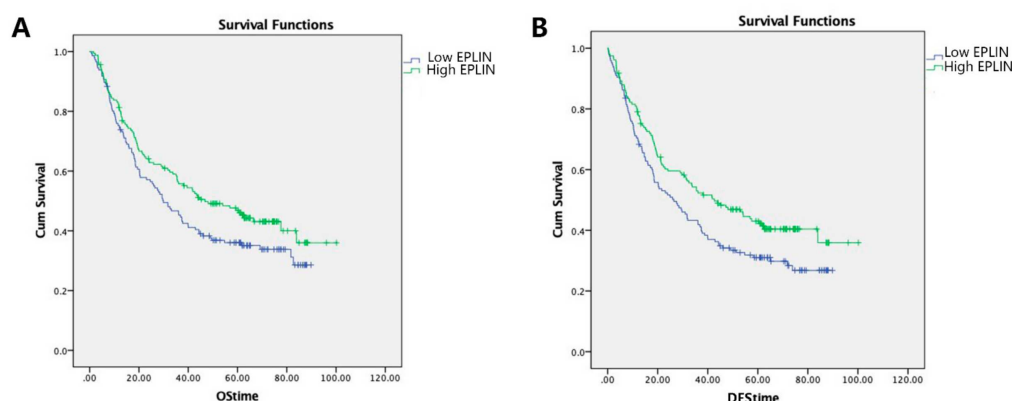 A
Survival Functions
Low EPLIN
High EPLIN
Cum Survival
1.0
0.8
0.6
0.4
0.2
0.0
.00 20.00 40.00 60.00 80.00 100.00 120.00
OStime
B
Survival Functions
Low EPLIN
High EPLIN
Cum Survival
1.0
0.8
0.6
0.4
0.2
0.0
.00 20.00 40.00 60.00 80.00 100.00 120.00
DFStime